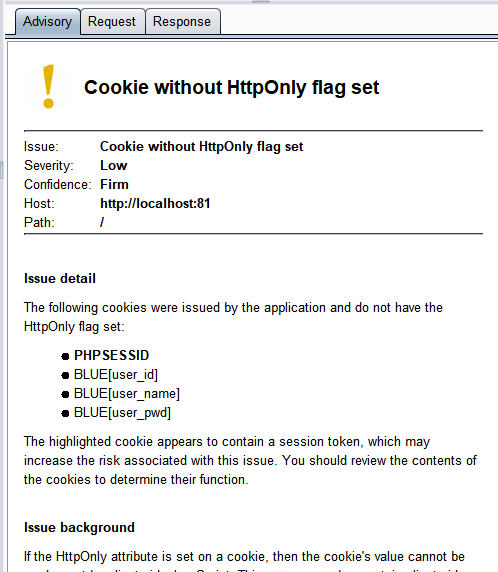 Advisory Request Response
Cookie without HttpOnly flag set
Issue: Cookie without HttpOnly flag set
Severity: Low
Confidence: Firm
Host: http://localhost:81
Path: /
Issue detail
The following cookies were issued by the application and do not have the
HttpOnly flag set:
PHPSESSID
BLUE[user_id]
BLUE[user_name]
BLUE[user_pwd]
The highlighted cookie appears to contain a session token, which may
increase the risk associated with this issue. You should review the contents
of the cookies to determine their function.
Issue background
If the HttpOnly attribute is set on a cookie, then the cookie's value cannot be